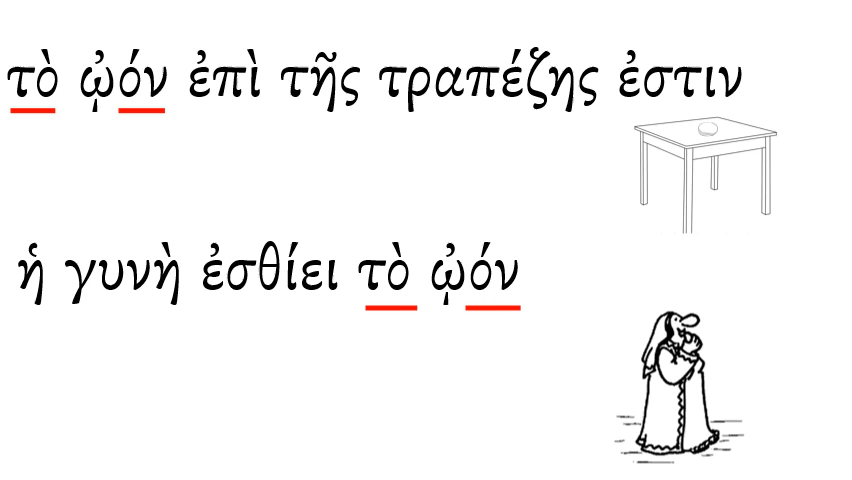 τὸ ᾠόν ἐπὶ τῆς τραπέζης ἐστιν
ἡ γυνὴ ἐσθίει τὸ ᾠόν